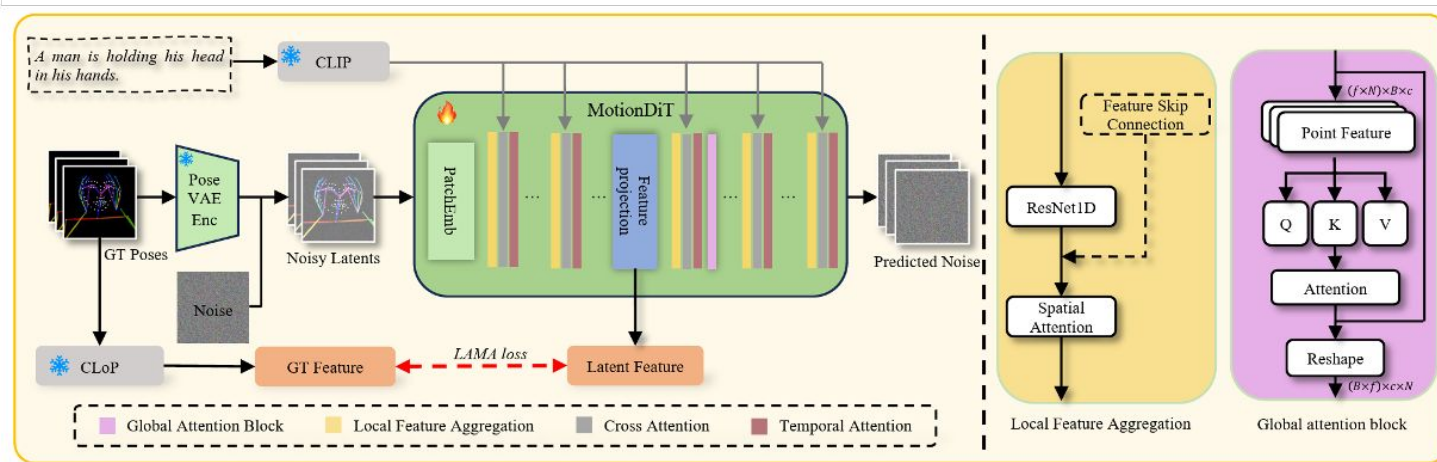 A man is holding his head
in his hands.
CLIP
MotionDiT
PatchEmb
...
...
Feature
projection
...
...
Pose
VAE
Enc
GT Poses
Noisy Latents
Noise
Predicted Noise
CLoP
GT Feature
LAMA loss
Latent Feature
Global Attention Block
Local Feature Aggregation
Cross Attention
Temporal Attention
Feature Skip
Connection
ResNet1D
Spatial
Attention
Local Feature Aggregation
(f×N)×B×c
Point Feature
Q
K
V
Attention
Reshape
(B×f)×c×N
Global attention block